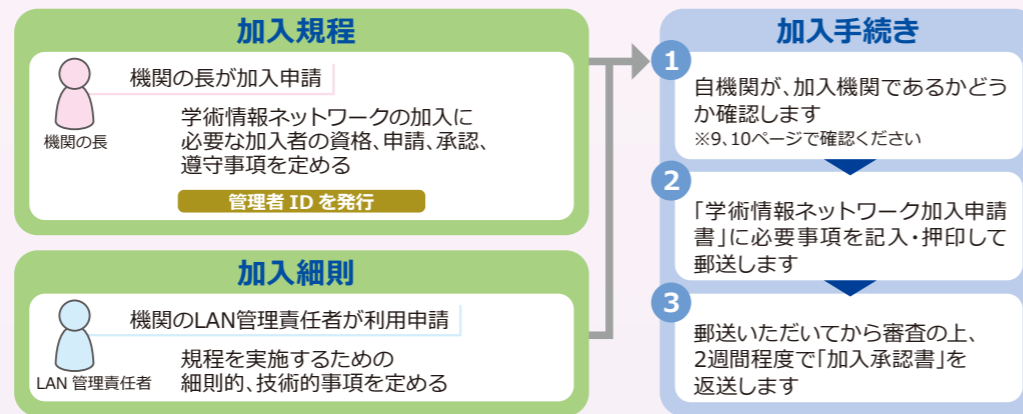 加入規程
機関の長が加入申請
機関の長
学術情報ネットワークの加入に
必要な加入者の資格、申請、承認、
遵守事項を定める
管理者 ID を発行
加入細則
機関のLAN管理責任者が利用申請
LAN 管理責任者
規程を実施するための
細則的、技術的事項を定める
加入手続き
1
自機関が、加入機関であるかどう
か確認します
※9、10ページで確認ください
2
「学術情報ネットワーク加入申請
書」に必要事項を記入・押印して
郵送します
3
郵送いただいてから審査の上、
2週間程度で「加入承認書」を
返送します